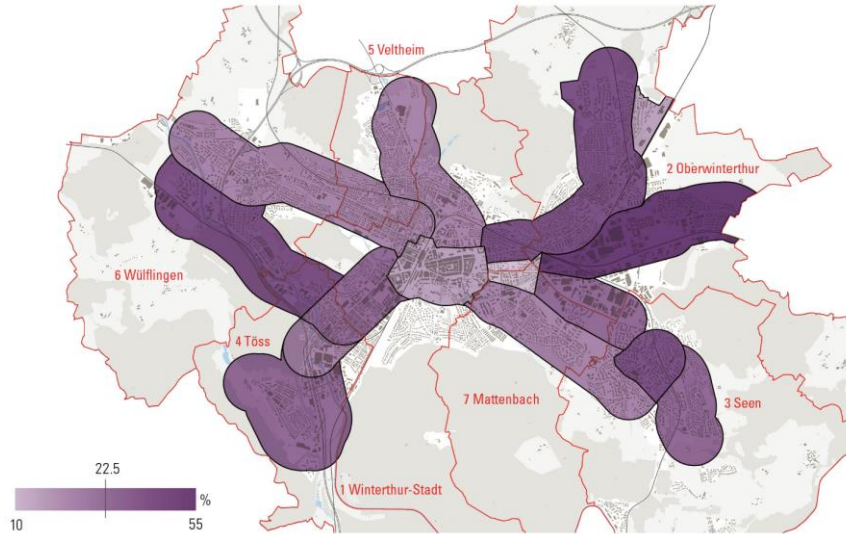 5 Veltheim
2 Oberwinterthur
6 Wülflingen
4 Töss
7 Mattenbach
3 Seen
1 Winterthur-Stadt
22.5
%
10
55